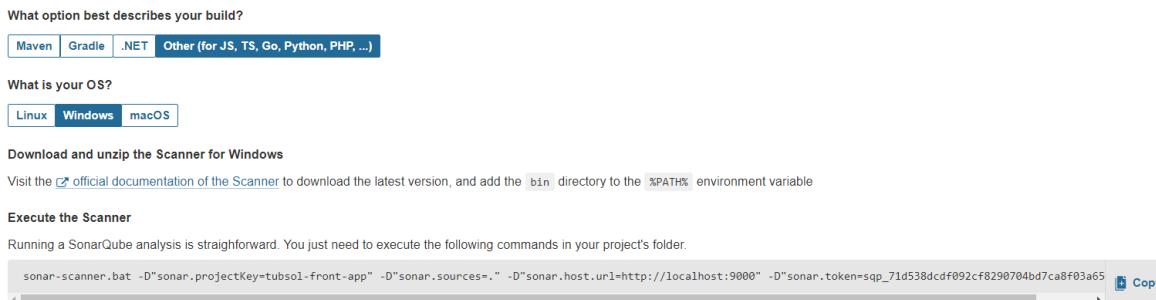 What option best describes your build?
Maven Gradle .NET Other (for JS, TS, Go, Python, PHP, ...)
What is your OS?
Linux Windows macOS
Download and unzip the Scanner for Windows
Visit the official documentation of the Scanner to download the latest version, and add the bin directory to the %PATH% environment variable
Execute the Scanner
Running a SonarQube analysis is straighforward. You just need to execute the following commands in your project's folder.
sonar-scanner.bat -D"sonar.projectKey=tubsol-front-app" -D"sonar.sources=." -D"sonar.host.url=http://localhost:9000" -D"sonar.token=sqp_71d538dcdf092cf8290704bd7ca8f03a65
Cop